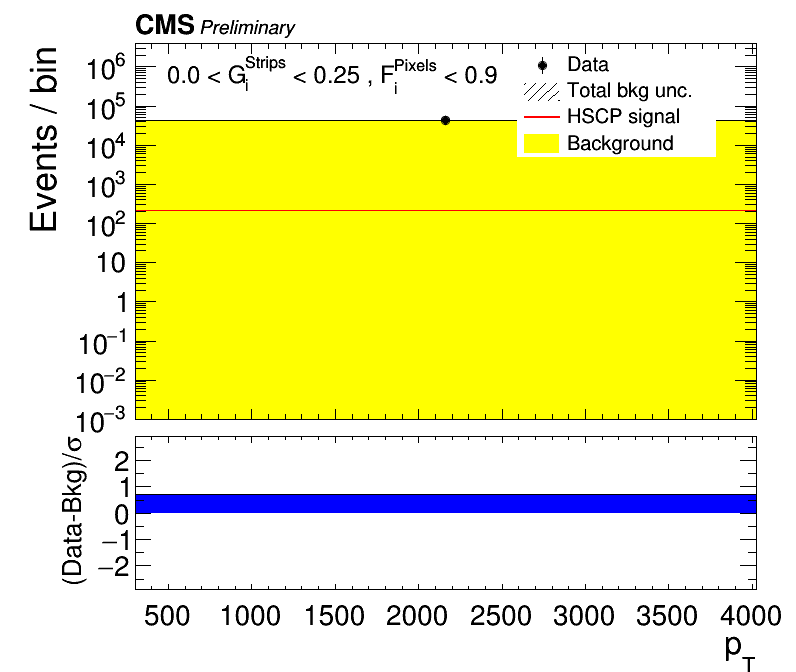 CMS Preliminary
0.0 < G_i^Strips < 0.25 , F_i^Pixels < 0.9
Data
Total bkg unc.
HSCP signal
Background
Events / bin
10^6
10^5
10^4
10^3
10^2
10
1
10^−1
10^−2
10^−3
(Data-Bkg)/σ
2
1
0
−1
−2
500 1000 1500 2000 2500 3000 3500 4000
p_T